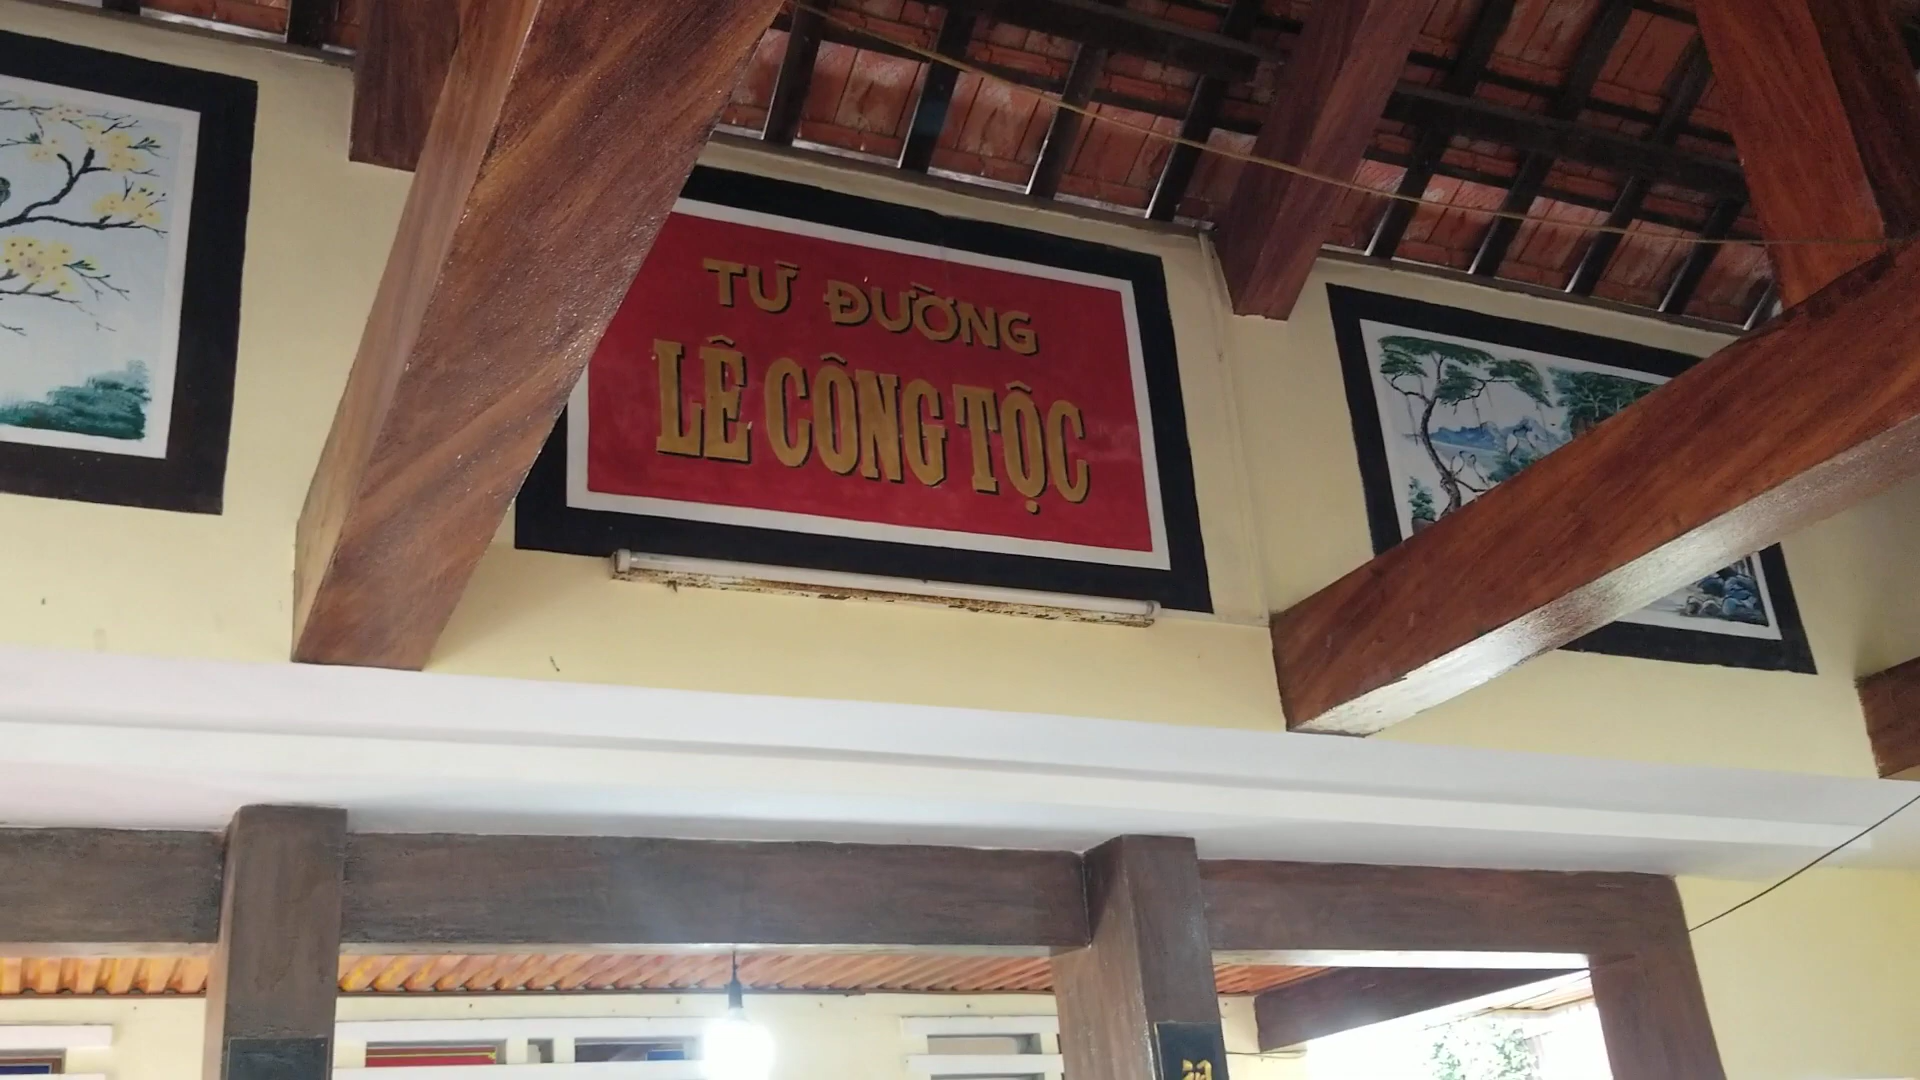 TỪ ĐƯỜNG
LÊ CÔNG TỘC